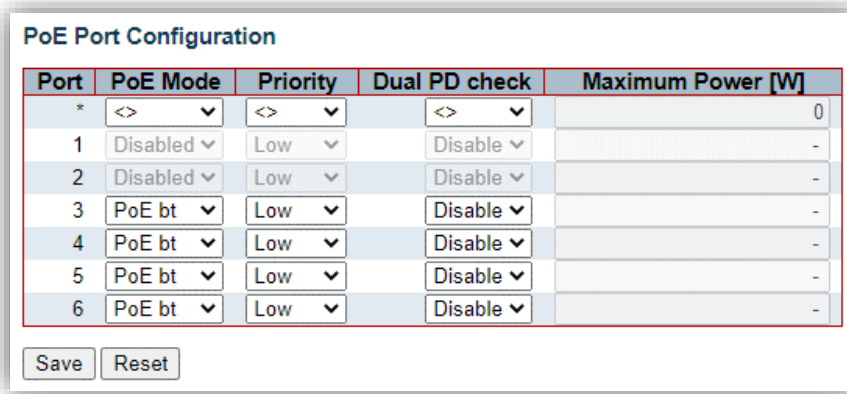 PoE Port Configuration
Port PoE Mode Priority Dual PD check Maximum Power [W]
* <> <> <> 0
1 Disabled Low Disable -
2 Disabled Low Disable -
3 PoE bt Low Disable -
4 PoE bt Low Disable -
5 PoE bt Low Disable -
6 PoE bt Low Disable -
Save Reset